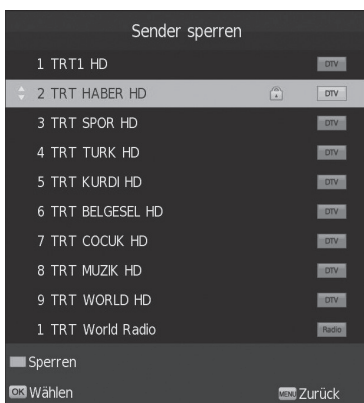 Sender sperren
1 TRT1 HD DTV
2 TRT HABER HD DTV
3 TRT SPOR HD DTV
4 TRT TURK HD DTV
5 TRT KURDI HD DTV
6 TRT BELGESEL HD DTV
7 TRT COCUK HD DTV
8 TRT MUZIK HD DTV
9 TRT WORLD HD DTV
1 TRT World Radio Radio
Sperren
OK Wählen MENU Zurück